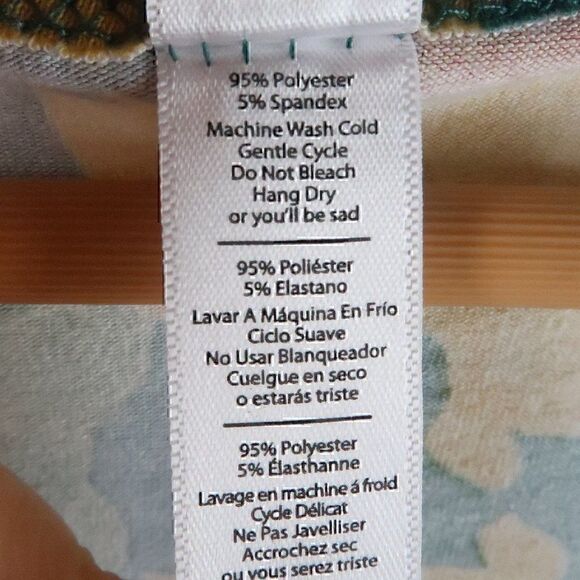 95% Polyester
5% Spandex
Machine Wash Cold
Gentle Cycle
Do Not Bleach
Hang Dry
or you'll be sad
95% Poliéster
5% Elastano
Lavar A Máquina En Frío
Ciclo Suave
No Usar Blanqueador
Cuelgue en seco
o estarás triste
95% Polyester
5% Élasthanne
Lavage en machine á froid
Cycle Délicat
Ne Pas Javelliser
Accrochez sec
ou vous serez triste